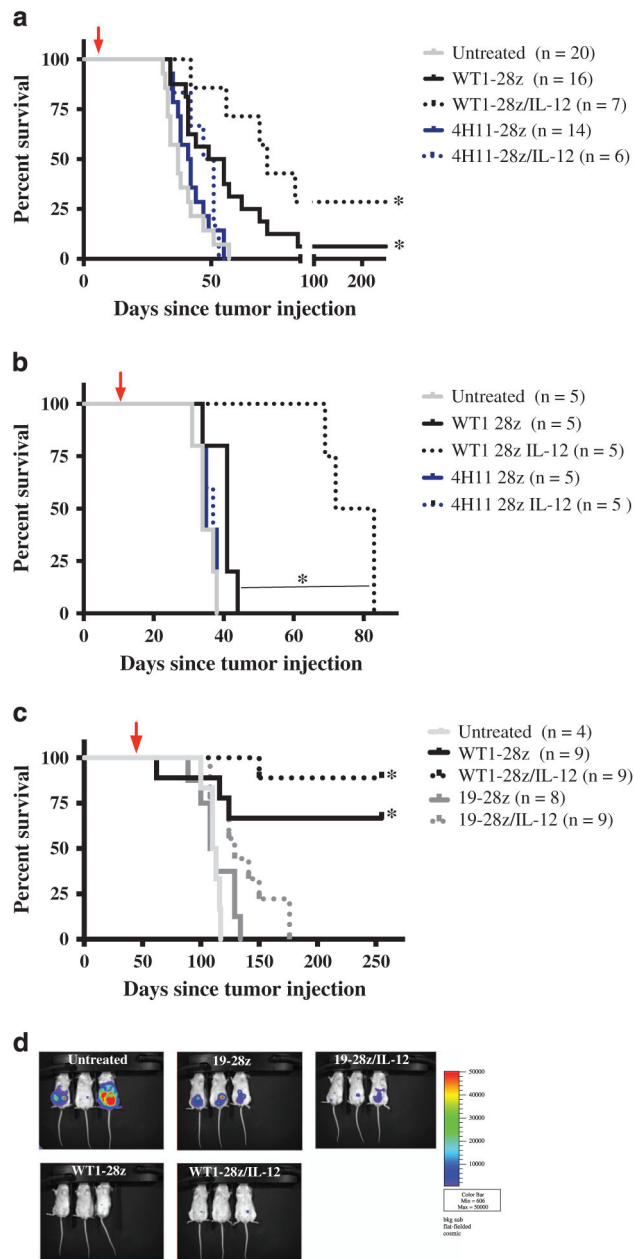 a
Percent survival
100
75
50
25
0
0
50
100
200
Days since tumor injection
Untreated (n = 20)
WT1-28z (n = 16)
WT1-28z/IL-12 (n = 7)
4H11-28z (n = 14)
4H11-28z/IL-12 (n = 6)
*
*
b
Percent survival
100
75
50
25
0
0
20
40
60
80
Days since tumor injection
Untreated (n = 5)
WT1 28z (n = 5)
WT1 28z IL-12 (n = 5)
4H11 28z (n = 5)
4H11 28z IL-12 (n = 5 )
*
c
Percent survival
100
75
50
25
0
0
50
100
150
200
250
Days since tumor injection
Untreated (n = 4)
WT1-28z (n = 9)
WT1-28z/IL-12 (n = 9)
19-28z (n = 8)
19-28z/IL-12 (n = 9)
*
*
d
Untreated
19-28z
19-28z/IL-12
WT1-28z
WT1-28z/IL-12
50000
40000
30000
20000
10000
Color Bar
Min = 606
Max = 50000
bkg sub
flat-fielded
cosmic